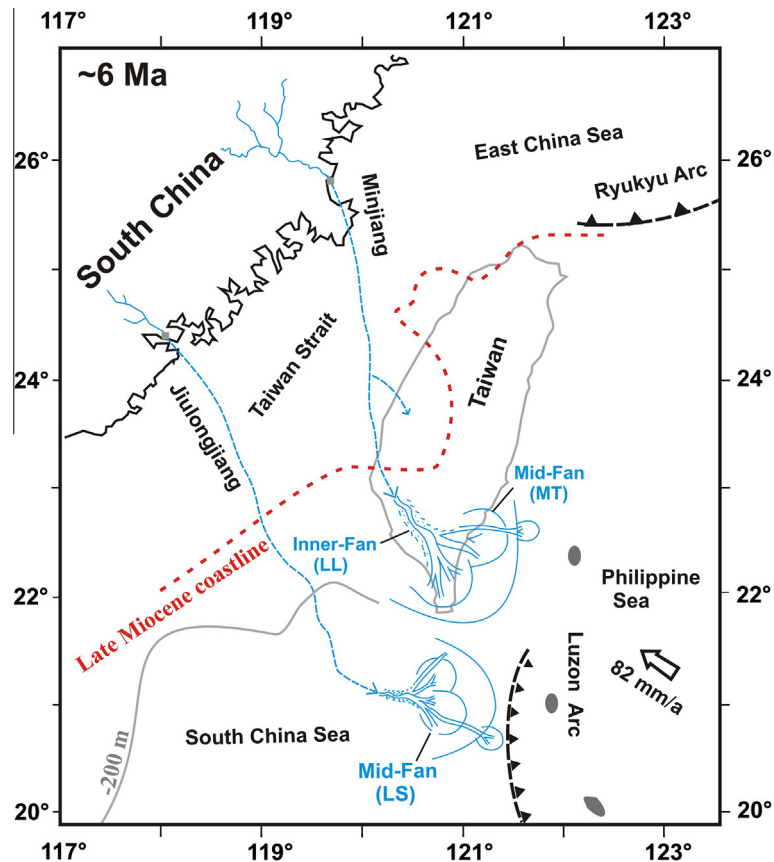 117°
119°
121°
123°
~6 Ma
East China Sea
26°
26°
Ryukyu Arc
South China
Minjiang
Taiwan Strait
Taiwan
24°
24°
Jiulongjiang
Mid-Fan
(MT)
Inner-Fan
(LL)
Late Miocene coastline
22°
22°
Philippine
Sea
Luzon Arc
82 mm/a
South China Sea
-200 m
Mid-Fan
(LS)
20°
20°
117°
119°
121°
123°